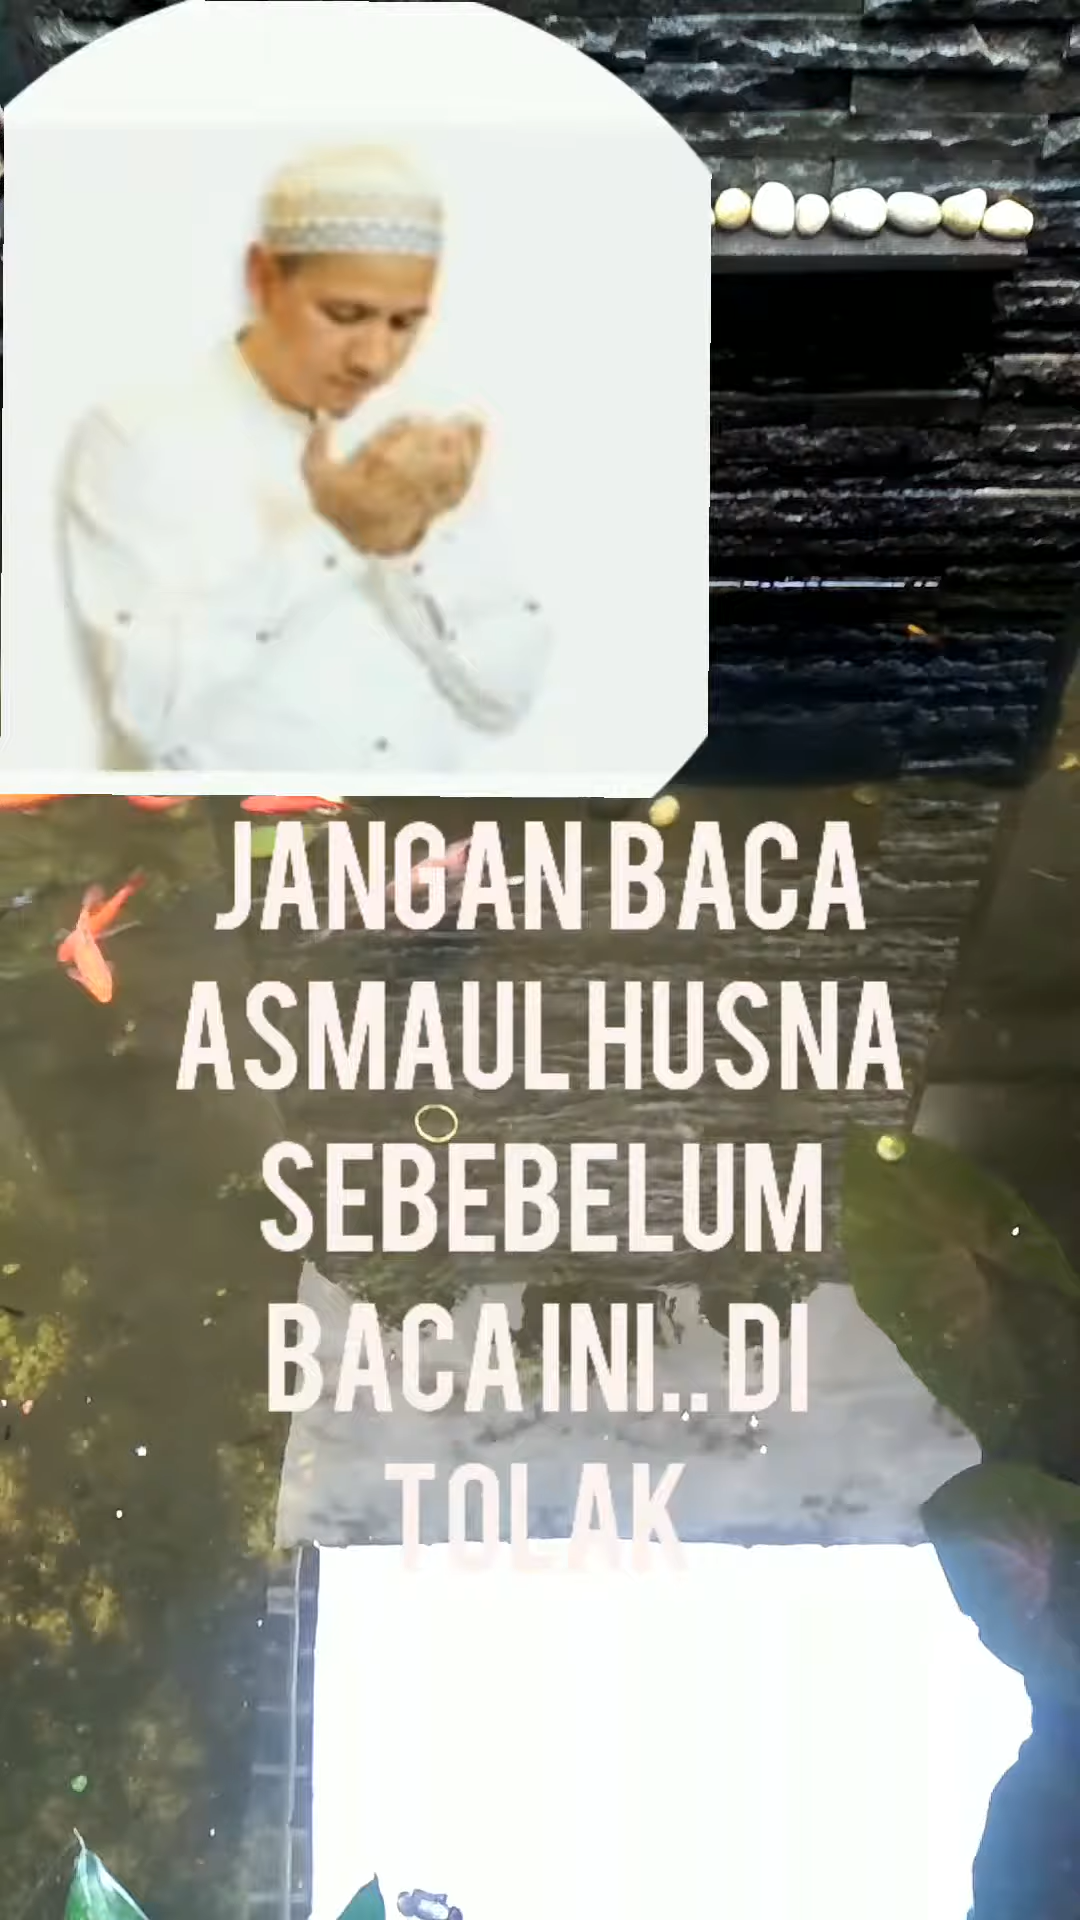 JANGAN BACA
ASMAUL HUSNA
SEBEBELUM
BACA INI.. DI
TOLAK